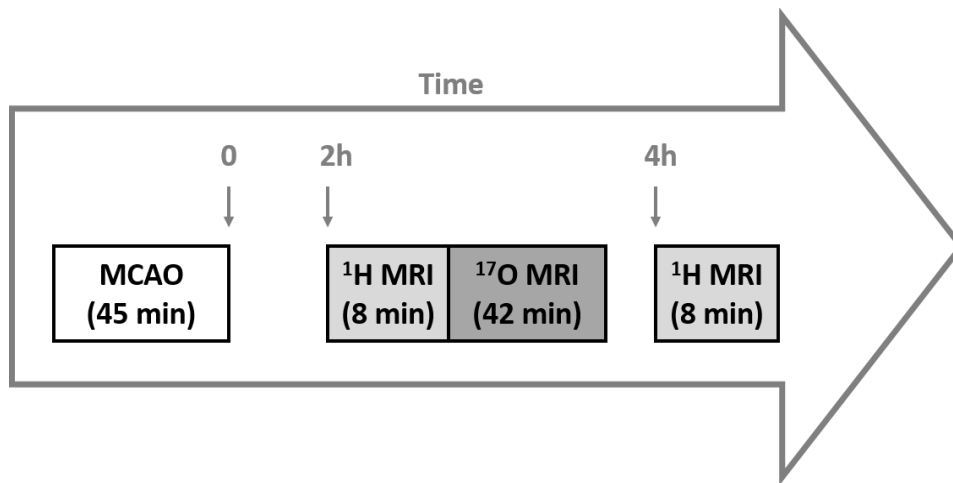 Time
0 2h 4h
MCAO
(45 min)
¹H MRI
(8 min)
¹⁷O MRI
(42 min)
¹H MRI
(8 min)